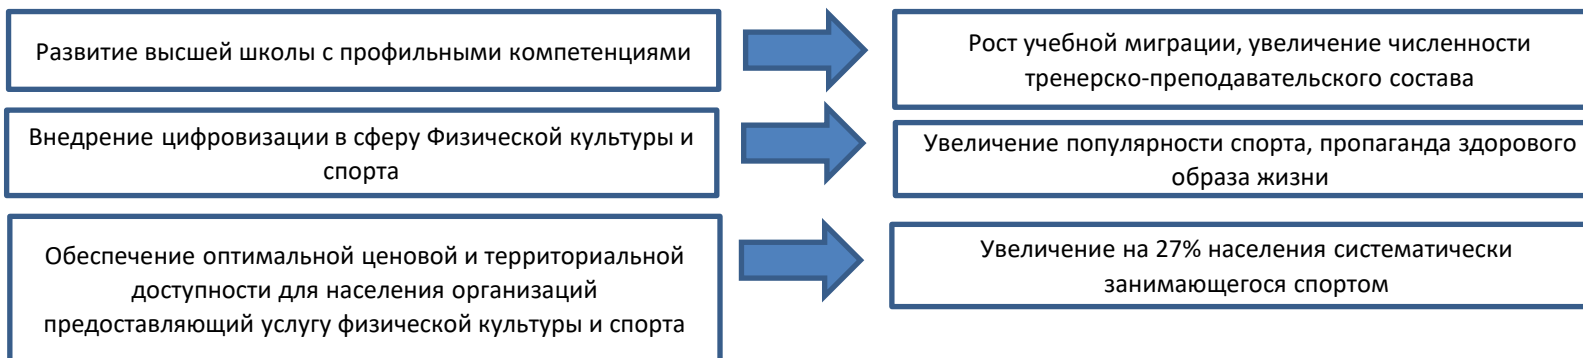 Развитие высшей школы с профильными компетенциями
Рост учебной миграции, увеличение численности
тренерско-преподавательского состава
Внедрение цифровизации в сферу Физической культуры и
спорта
Увеличение популярности спорта, пропаганда здорового
образа жизни
Обеспечение оптимальной ценовой и территориальной
доступности для населения организаций
предоставляющий услугу физической культуры и спорта
Увеличение на 27% населения систематически
занимающегося спортом